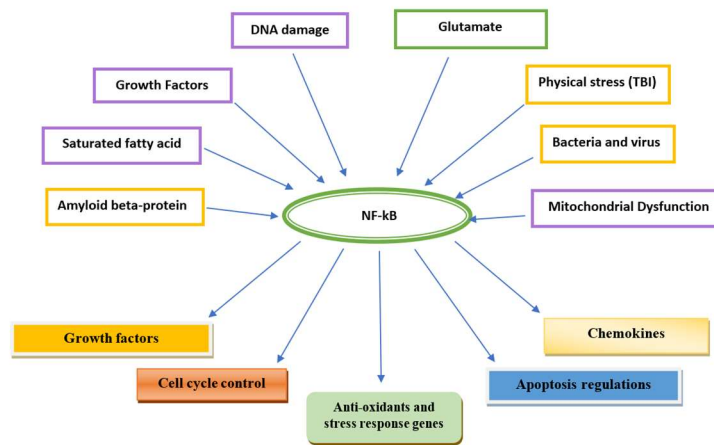 DNA damage
Glutamate
Growth Factors
Physical stress (TBI)
Saturated fatty acid
Bacteria and virus
Amyloid beta-protein
NF-kB
Mitochondrial Dysfunction
Growth factors
Chemokines
Cell cycle control
Apoptosis regulations
Anti-oxidants and
stress response genes